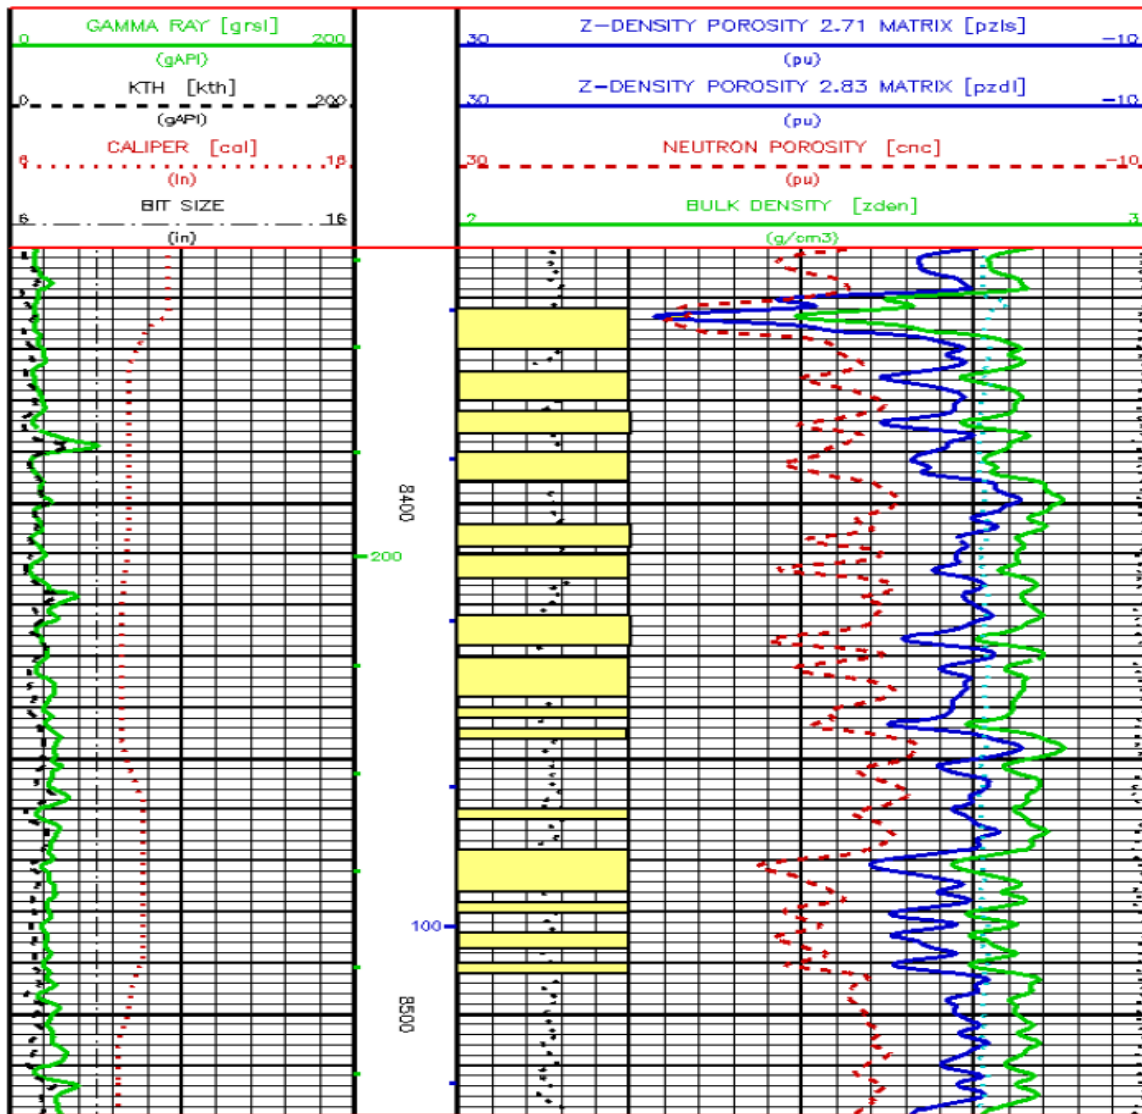 GAMMA RAY [grsl]
0 200
(gAPI)
KTH [kth]
0 200
(gAPI)
CALIPER [cal]
6 16
(in)
BIT SIZE
6 16
(in)
Z-DENSITY POROSITY 2.71 MATRIX [pzls]
30 -10
(pu)
Z-DENSITY POROSITY 2.83 MATRIX [pzdl]
30 -10
(pu)
NEUTRON POROSITY [cnc]
30 -10
(pu)
BULK DENSITY [zden]
2 3
(g/cm3)
8400
200
100
8500